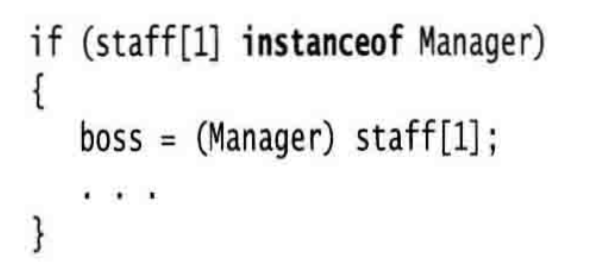 if (staff[1] instanceof Manager)
{
boss = (Manager) staff[1];
. . .
}